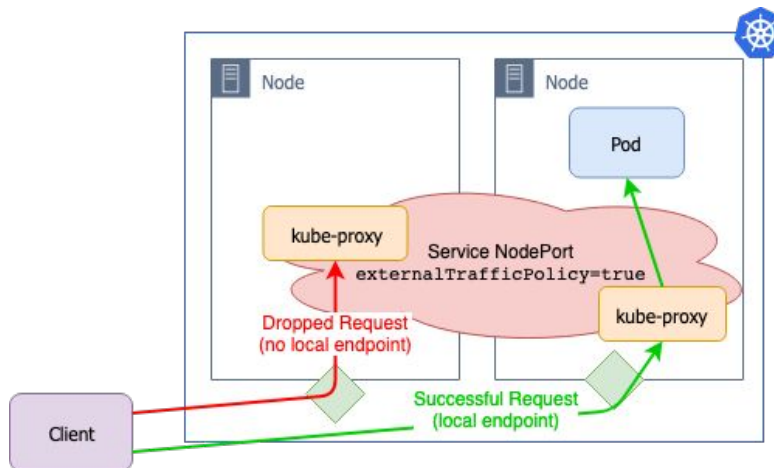 Node
Node
Pod
kube-proxy
Service NodePort
externalTrafficPolicy=true
kube-proxy
Dropped Request
(no local endpoint)
Successful Request
(local endpoint)
Client